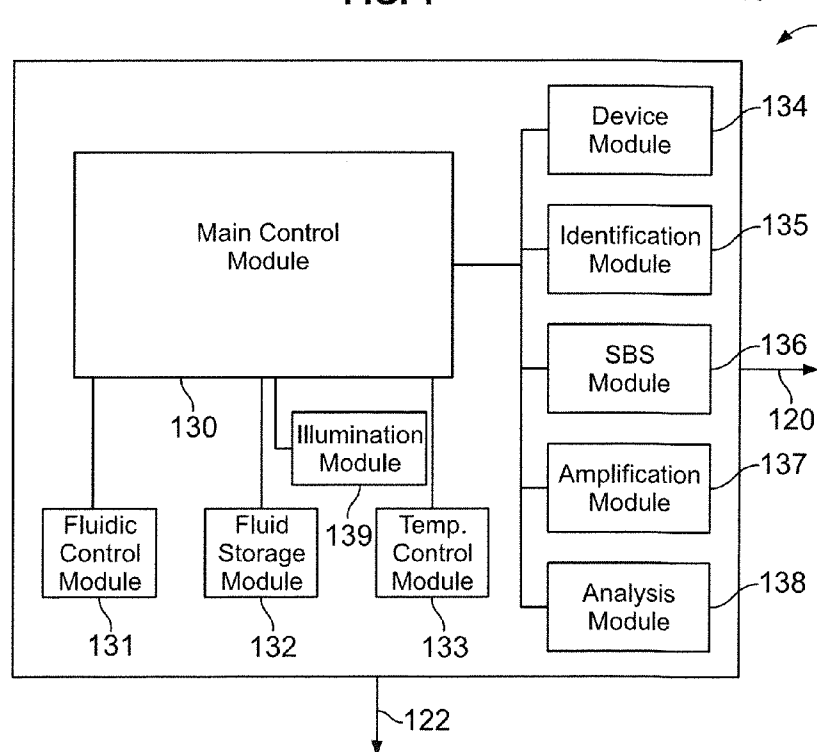 Device
Module
134
Identification
Module
135
Main Control
Module
SBS
Module
136
120
130
Illumination
Module
139
Amplification
Module
137
Fluidic
Control
Module
131
Fluid
Storage
Module
132
Temp.
Control
Module
133
Analysis
Module
138
122